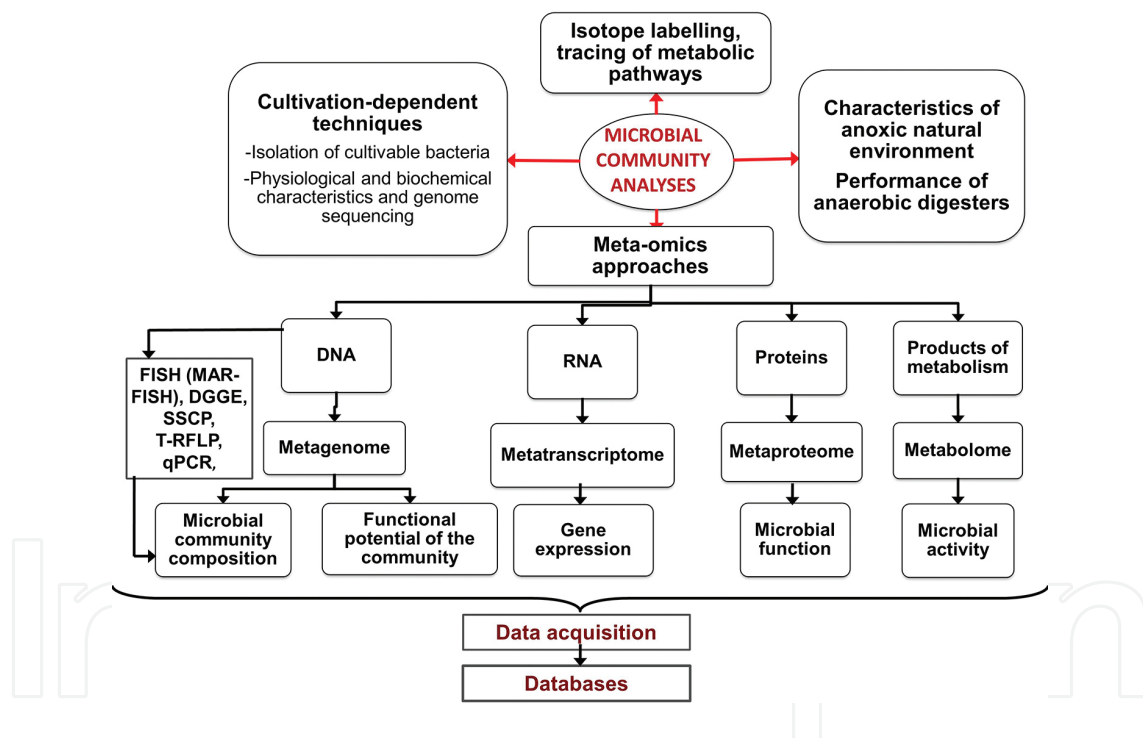 Isotope labelling,
tracing of metabolic
pathways
Cultivation-dependent
techniques
-Isolation of cultivable bacteria
-Physiological and biochemical
characteristics and genome
sequencing
MICROBIAL
COMMUNITY
ANALYSES
Characteristics of
anoxic natural
environment
Performance of
anaerobic digesters
Meta-omics
approaches
DNA
RNA
Proteins
Products of
metabolism
FISH (MAR-
FISH), DGGE,
SSCP,
T-RFLP,
qPCR,
Metagenome
Metatranscriptome
Metaproteome
Metabolome
Microbial
community
composition
Functional
potential of the
community
Gene
expression
Microbial
function
Microbial
activity
Data acquisition
Databases